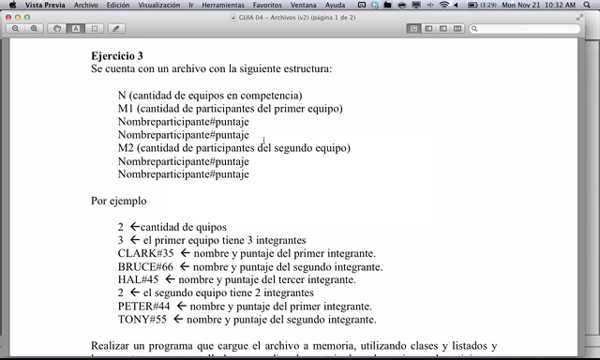 Vista Previa Archivo Edición Visualización Ir Herramientas Favoritos Ventana Ayuda (3:29) Mon Nov 21 10:32 AM
GUIA 04 – Archivos (v2) (página 1 de 2)
Ejercicio 3
Se cuenta con un archivo con la siguiente estructura:
N (cantidad de equipos en competencia)
M1 (cantidad de participantes del primer equipo)
Nombreparticipante#puntaje
Nombreparticipante#puntaje
M2 (cantidad de participantes del segundo equipo)
Nombreparticipante#puntaje
Nombreparticipante#puntaje
Por ejemplo
2 ←cantidad de quipos
3 ← el primer equipo tiene 3 integrantes
CLARK#35 ← nombre y puntaje del primer integrante.
BRUCE#66 ← nombre y puntaje del segundo integrante.
HAL#45 ← nombre y puntaje del tercer integrante.
2 ← el segundo equipo tiene 2 integrantes
PETER#44 ← nombre y puntaje del primer integrante.
TONY#55 ← nombre y puntaje del segundo integrante.
Realizar un programa que cargue el archivo a memoria, utilizando clases y listados y